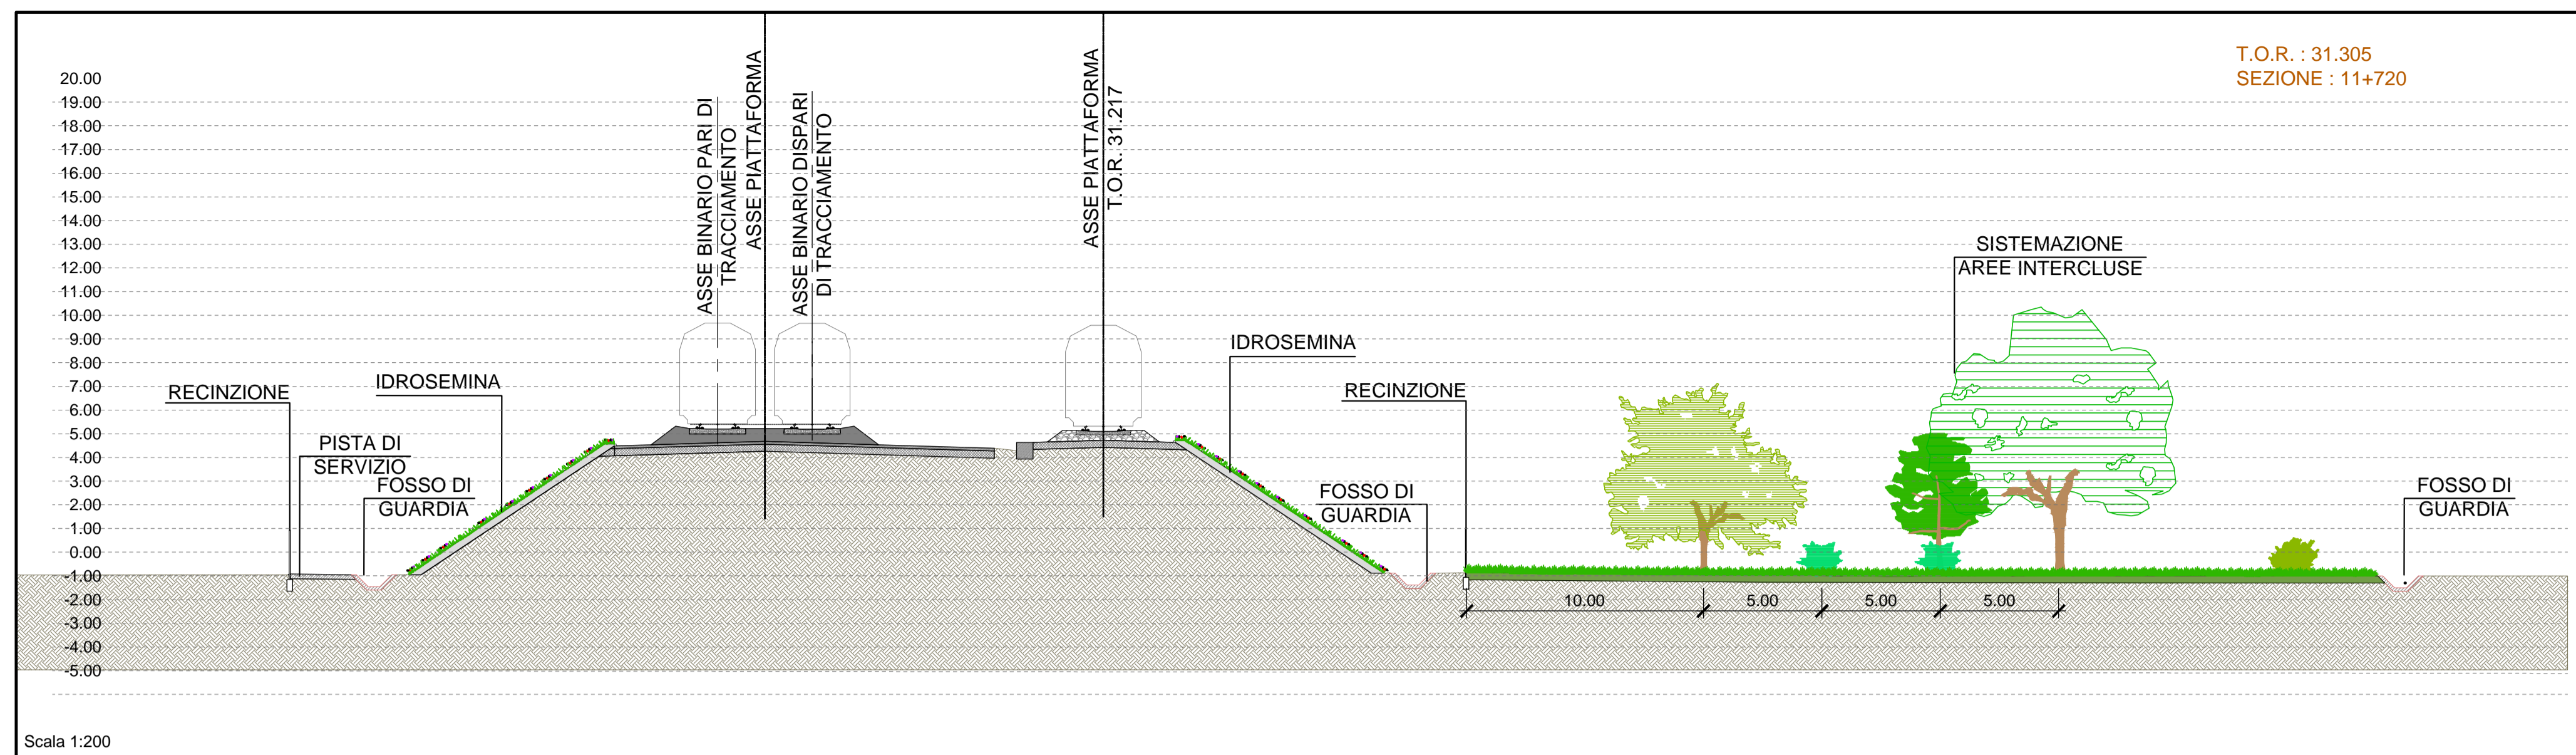 T.O.R. : 31.305
SEZIONE : 11+720
20.00
19.00
18.00
17.00
16.00
15.00
14.00
13.00
12.00
11.00
10.00
9.00
8.00
7.00
6.00
5.00
4.00
3.00
2.00
1.00
0.00
-1.00
-2.00
-3.00
-4.00
-5.00
RECINZIONE
PISTA DI
SERVIZIO
FOSSO DI
GUARDIA
IDROSEMINA
ASSE BINARIO PARI DI
TRACCIAMENTO
ASSE PIATTAFORMA
ASSE BINARIO DISPARI
DI TRACCIAMENTO
ASSE PIATTAFORMA
T.O.R. 31.217
IDROSEMINA
FOSSO DI
GUARDIA
RECINZIONE
SISTEMAZIONE
AREE INTERCLUSE
FOSSO DI
GUARDIA
10.00
5.00
5.00
5.00
Scala 1:200